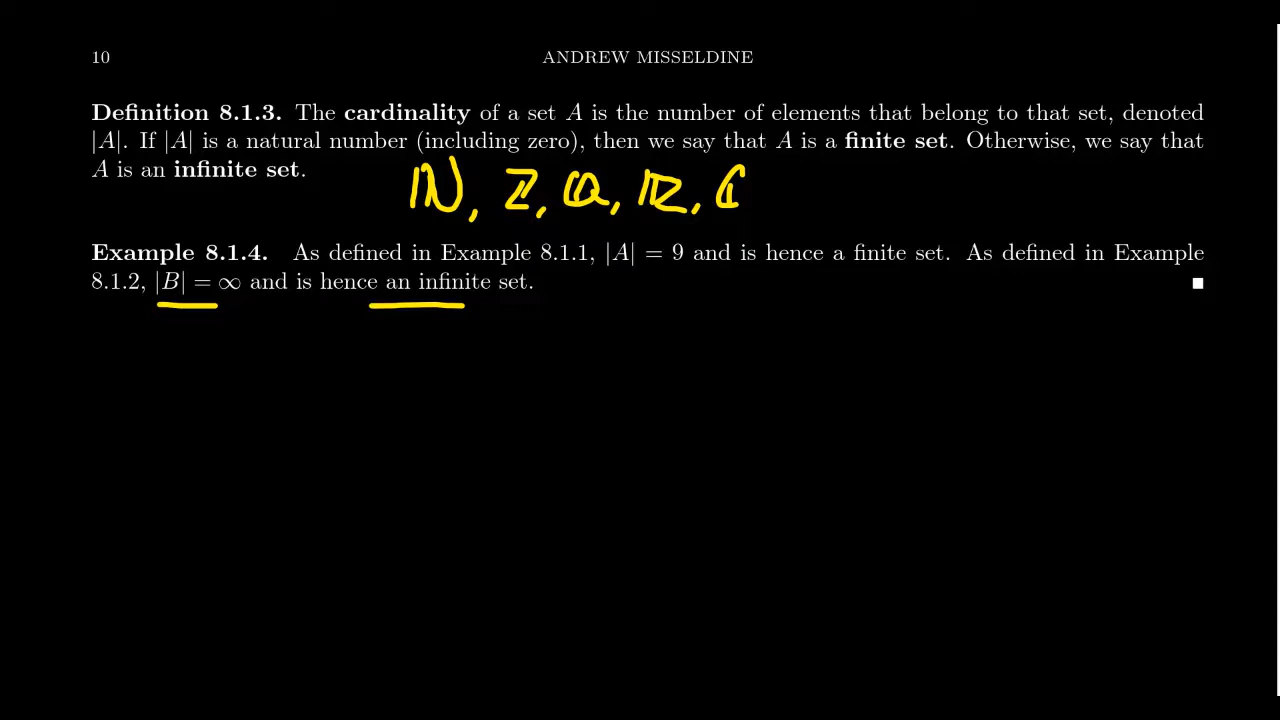 10 ANDREW MISSELDINE
Definition 8.1.3. The cardinality of a set A is the number of elements that belong to that set, denoted
|A|. If |A| is a natural number (including zero), then we say that A is a finite set. Otherwise, we say that
A is an infinite set.
ℕ, ℤ, ℚ, ℝ, ℂ
Example 8.1.4. As defined in Example 8.1.1, |A| = 9 and is hence a finite set. As defined in Example
8.1.2, |B| = ∞ and is hence an infinite set. ■